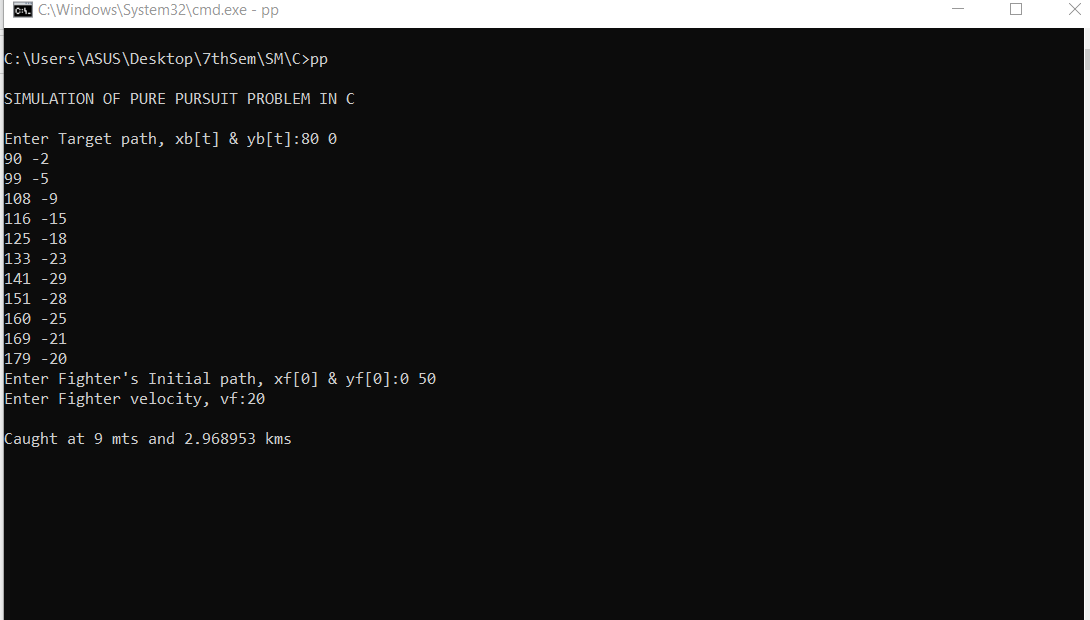 C:\Windows\System32\cmd.exe - pp
C:\Users\ASUS\Desktop\7thSem\SM\C>pp
SIMULATION OF PURE PURSUIT PROBLEM IN C
Enter Target path, xb[t] & yb[t]:80 0
90 -2
99 -5
108 -9
116 -15
125 -18
133 -23
141 -29
151 -28
160 -25
169 -21
179 -20
Enter Fighter's Initial path, xf[0] & yf[0]:0 50
Enter Fighter velocity, vf:20
Caught at 9 mts and 2.968953 kms